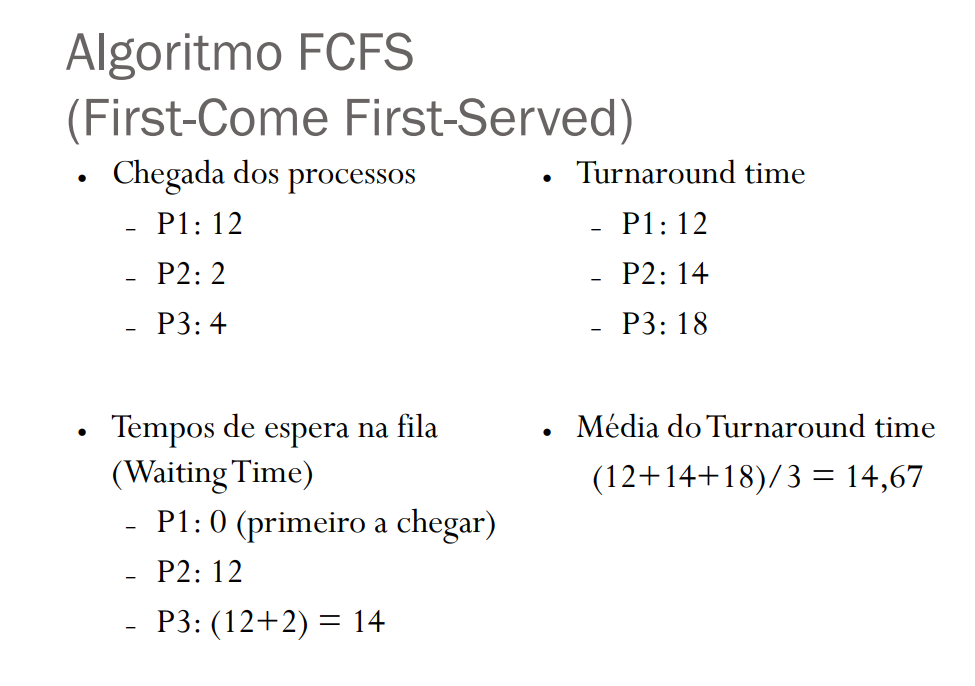 Algoritmo FCFS
(First-Come First-Served)
• Chegada dos processos
– P1: 12
– P2: 2
– P3: 4
• Tempos de espera na fila
(Waiting Time)
– P1: 0 (primeiro a chegar)
– P2: 12
– P3: (12+2) = 14
• Turnaround time
– P1: 12
– P2: 14
– P3: 18
• Média do Turnaround time
(12+14+18)/3 = 14,67